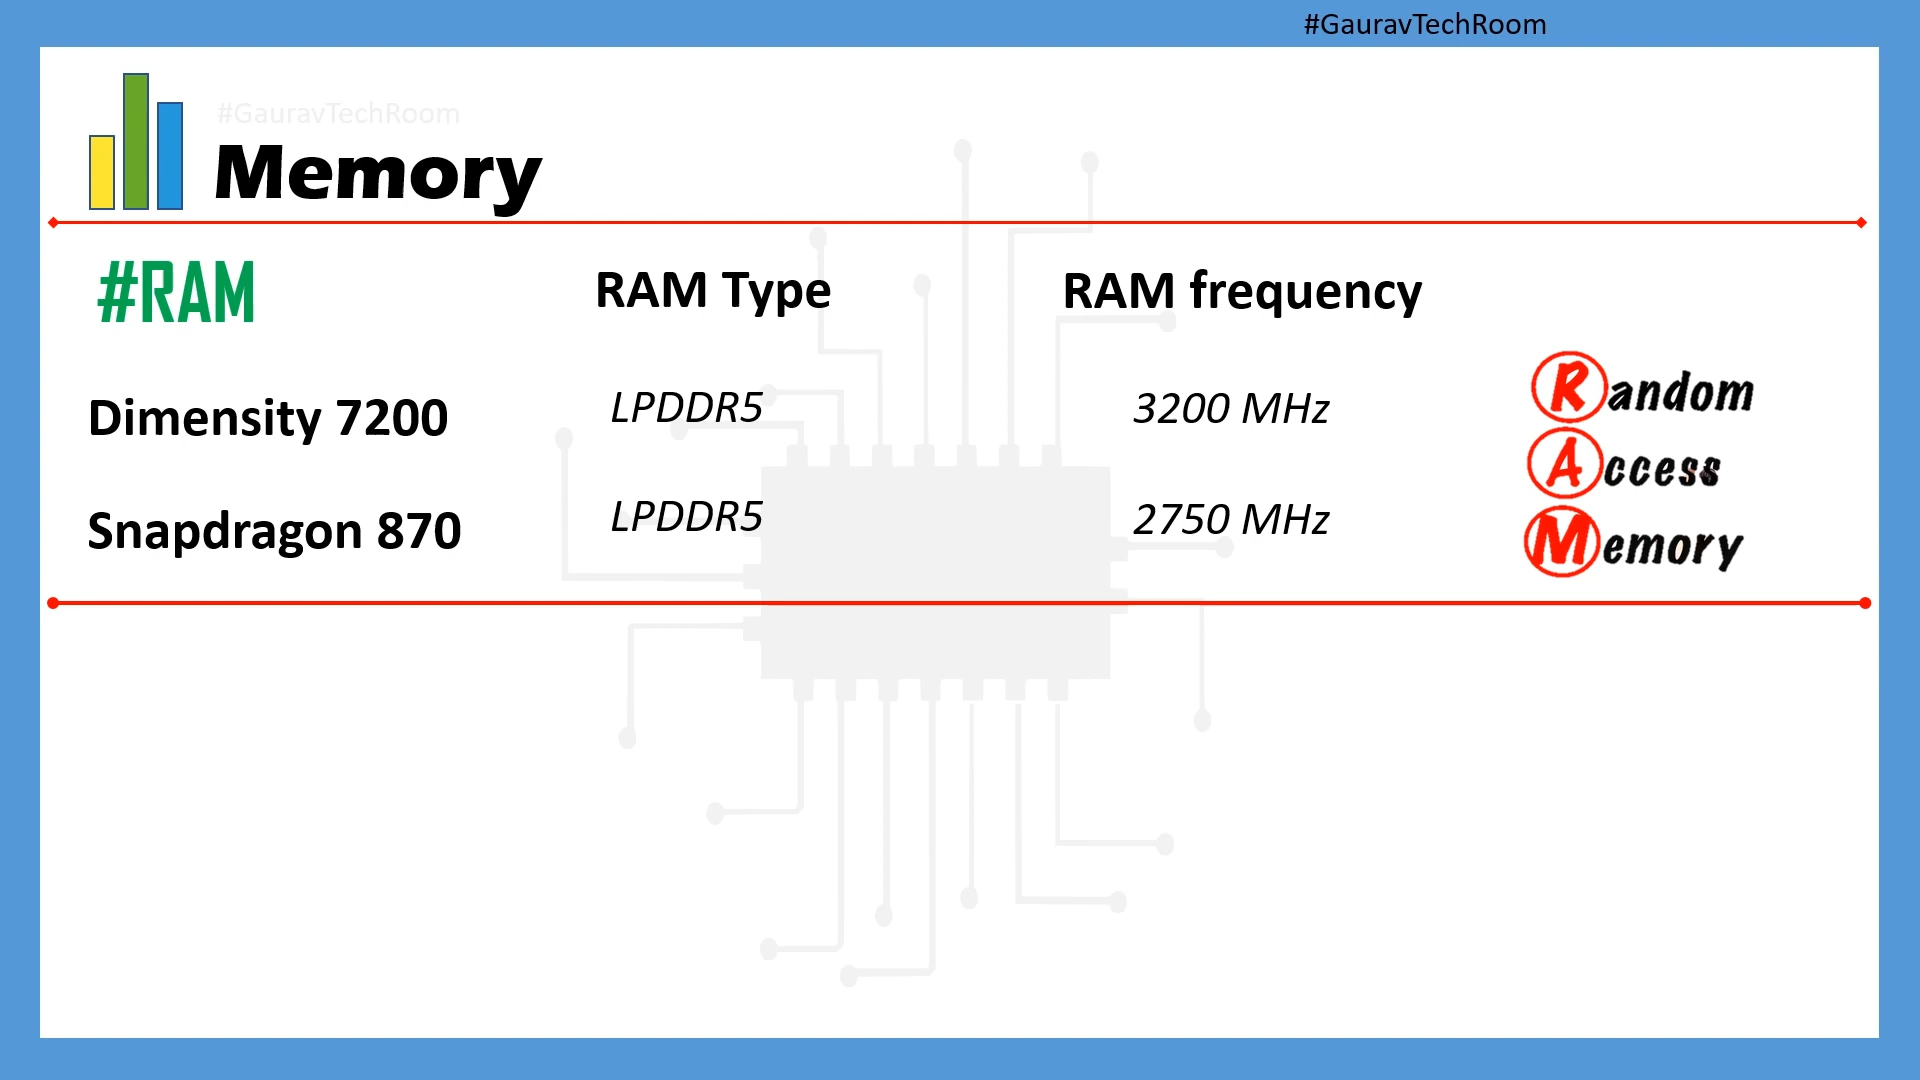 #GauravTechRoom
#GauravTechRoom
Memory
#RAM RAM Type RAM frequency
Dimensity 7200 LPDDR5 3200 MHz
Snapdragon 870 LPDDR5 2750 MHz
Random
Access
Memory